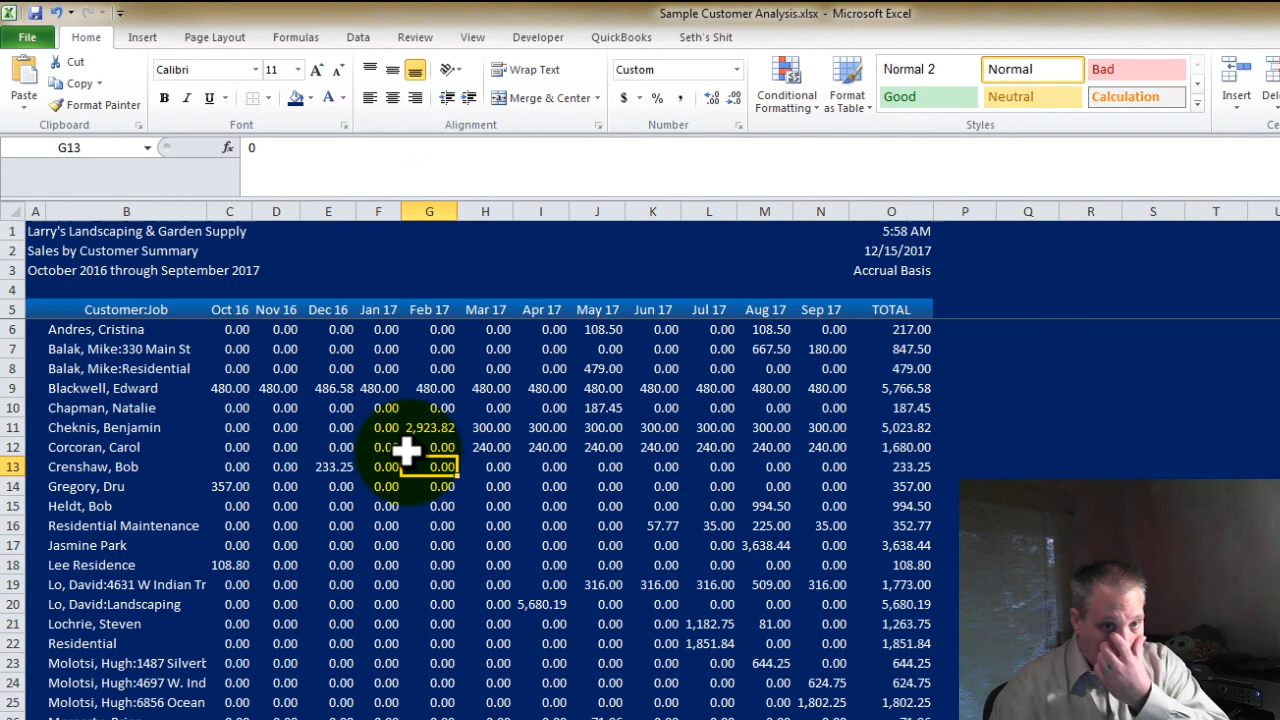 Sample Customer Analysis.xlsx - Microsoft Excel
File Home Insert Page Layout Formulas Data Review View Developer QuickBooks Seth's Shit
Paste Cut Copy Format Painter Clipboard
Calibri 11 B I U Font
Wrap Text Merge & Center Alignment
Custom $ % , Number
Conditional Formatting Format as Table Normal 2 Normal Bad Good Neutral Calculation Styles
Insert
G13 fx 0
A B C D E F G H I J K L M N O P Q R S T
1 Larry's Landscaping & Garden Supply 5:58 AM
2 Sales by Customer Summary 12/15/2017
3 October 2016 through September 2017 Accrual Basis
4
5 Customer:Job Oct 16 Nov 16 Dec 16 Jan 17 Feb 17 Mar 17 Apr 17 May 17 Jun 17 Jul 17 Aug 17 Sep 17 TOTAL
6 Andres, Cristina 0.00 0.00 0.00 0.00 0.00 0.00 0.00 108.50 0.00 0.00 108.50 0.00 217.00
7 Balak, Mike:330 Main St 0.00 0.00 0.00 0.00 0.00 0.00 0.00 0.00 0.00 0.00 667.50 180.00 847.50
8 Balak, Mike:Residential 0.00 0.00 0.00 0.00 0.00 0.00 0.00 479.00 0.00 0.00 0.00 0.00 479.00
9 Blackwell, Edward 480.00 480.00 486.58 480.00 480.00 480.00 480.00 480.00 480.00 480.00 480.00 480.00 5,766.58
10 Chapman, Natalie 0.00 0.00 0.00 0.00 0.00 0.00 0.00 187.45 0.00 0.00 0.00 0.00 187.45
11 Cheknis, Benjamin 0.00 0.00 0.00 0.00 2,923.82 300.00 300.00 300.00 300.00 300.00 300.00 300.00 5,023.82
12 Corcoran, Carol 0.00 0.00 0.00 0.00 240.00 240.00 240.00 240.00 240.00 240.00 240.00 1,680.00
13 Crenshaw, Bob 0.00 0.00 233.25 0.00 0.00 0.00 0.00 0.00 0.00 0.00 0.00 0.00 233.25
14 Gregory, Dru 357.00 0.00 0.00 0.00 0.00 0.00 0.00 0.00 0.00 0.00 0.00 0.00 357.00
15 Heldt, Bob 0.00 0.00 0.00 0.00 0.00 0.00 0.00 0.00 0.00 0.00 994.50 0.00 994.50
16 Residential Maintenance 0.00 0.00 0.00 0.00 0.00 0.00 0.00 0.00 57.77 35.00 225.00 35.00 352.77
17 Jasmine Park 0.00 0.00 0.00 0.00 0.00 0.00 0.00 0.00 0.00 0.00 3,638.44 0.00 3,638.44
18 Lee Residence 108.80 0.00 0.00 0.00 0.00 0.00 0.00 0.00 0.00 0.00 0.00 0.00 108.80
19 Lo, David:4631 W Indian Tr 0.00 0.00 0.00 0.00 0.00 0.00 0.00 316.00 316.00 316.00 509.00 316.00 1,773.00
20 Lo, David:Landscaping 0.00 0.00 0.00 0.00 0.00 0.00 5,680.19 0.00 0.00 0.00 0.00 0.00 5,680.19
21 Lochrie, Steven 0.00 0.00 0.00 0.00 0.00 0.00 0.00 0.00 0.00 1,182.75 81.00 0.00 1,263.75
22 Residential 0.00 0.00 0.00 0.00 0.00 0.00 0.00 0.00 0.00 1,851.84 0.00 0.00 1,851.84
23 Molotsi, Hugh:1487 Silverb 0.00 0.00 0.00 0.00 0.00 0.00 0.00 0.00 0.00 0.00 644.25 0.00 644.25
24 Molotsi, Hugh:4697 W. Ind 0.00 0.00 0.00 0.00 0.00 0.00 0.00 0.00 0.00 0.00 0.00 624.75 624.75
25 Molotsi, Hugh:6856 Ocean 0.00 0.00 0.00 0.00 0.00 0.00 0.00 0.00 0.00 0.00 0.00 1,802.25 1,802.25